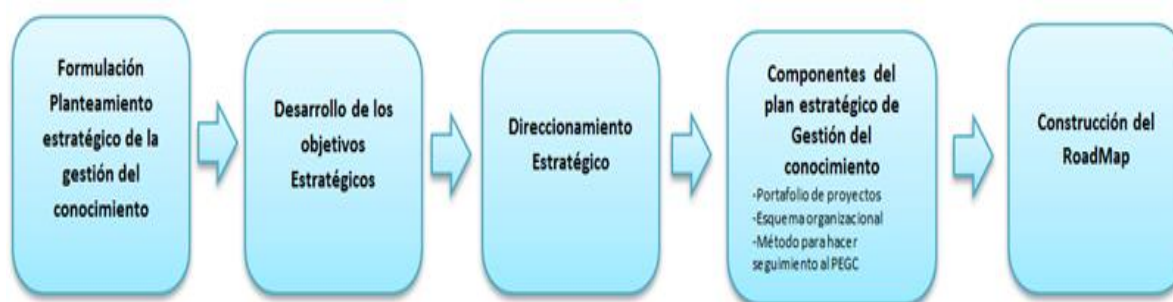 Formulación
Planteamiento
estratégico de la
gestión del
conocimiento
Desarrollo de los
objetivos
Estratégicos
Direccionamiento
Estratégico
Componentes del
plan estratégico de
Gestión del
conocimiento
-Portafolio de proyectos
-Esquema organizacional
-Método para hacer
seguimiento al PEGC
Construcción del
RoadMap